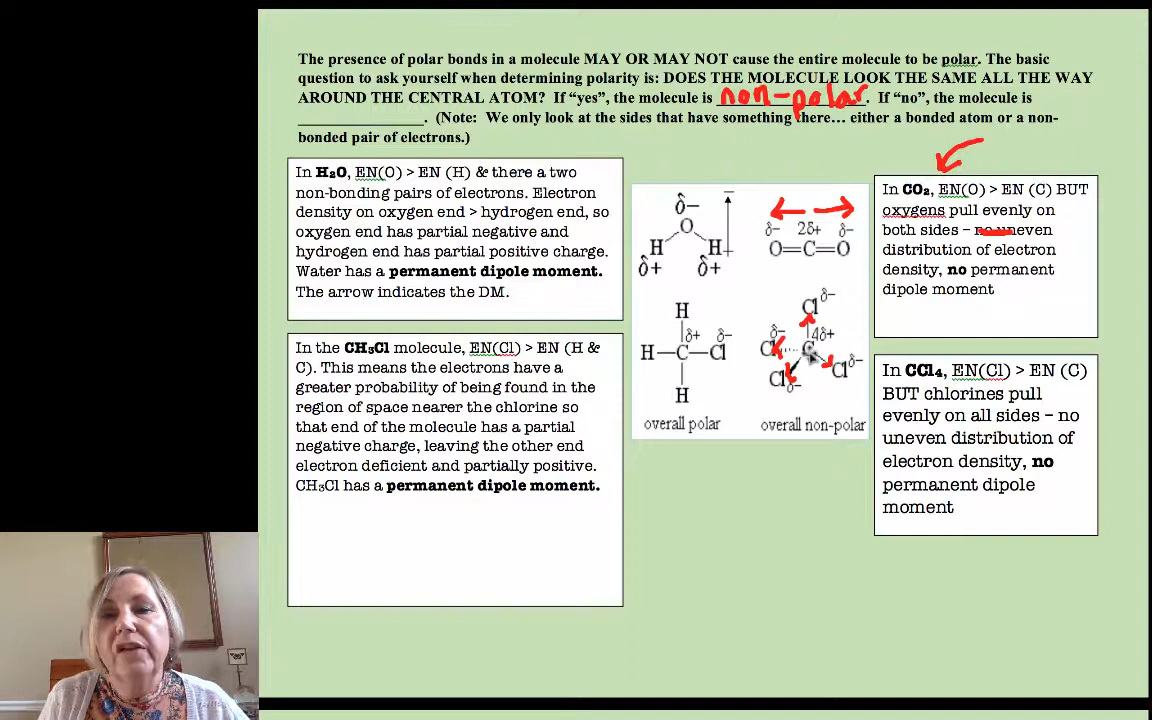 The presence of polar bonds in a molecule MAY OR MAY NOT cause the entire molecule to be polar. The basic
question to ask yourself when determining polarity is: DOES THE MOLECULE LOOK THE SAME ALL THE WAY
AROUND THE CENTRAL ATOM? If “yes”, the molecule is non-polar. If “no”, the molecule is
_______________. (Note: We only look at the sides that have something there… either a bonded atom or a non-
bonded pair of electrons.)
In H₂O, EN(O) > EN (H) & there a two
non-bonding pairs of electrons. Electron
density on oxygen end > hydrogen end, so
oxygen end has partial negative and
hydrogen end has partial positive charge.
Water has a permanent dipole moment.
The arrow indicates the DM.
In the CH₃Cl molecule, EN(Cl) > EN (H &
C). This means the electrons have a
greater probability of being found in the
region of space nearer the chlorine so
that end of the molecule has a partial
negative charge, leaving the other end
electron deficient and partially positive.
CH₃Cl has a permanent dipole moment.
δ−
O
H H
δ+ δ+
δ− 2δ+ δ−
O=C=O
H
δ+ δ−
H−C−Cl
H
overall polar
Cl δ−
δ− 4δ+
Cl C
Cl δ− Cl δ−
overall non-polar
In CO₂, EN(O) > EN (C) BUT
oxygens pull evenly on
both sides – no uneven
distribution of electron
density, no permanent
dipole moment
In CCl₄, EN(Cl) > EN (C)
BUT chlorines pull
evenly on all sides – no
uneven distribution of
electron density, no
permanent dipole
moment